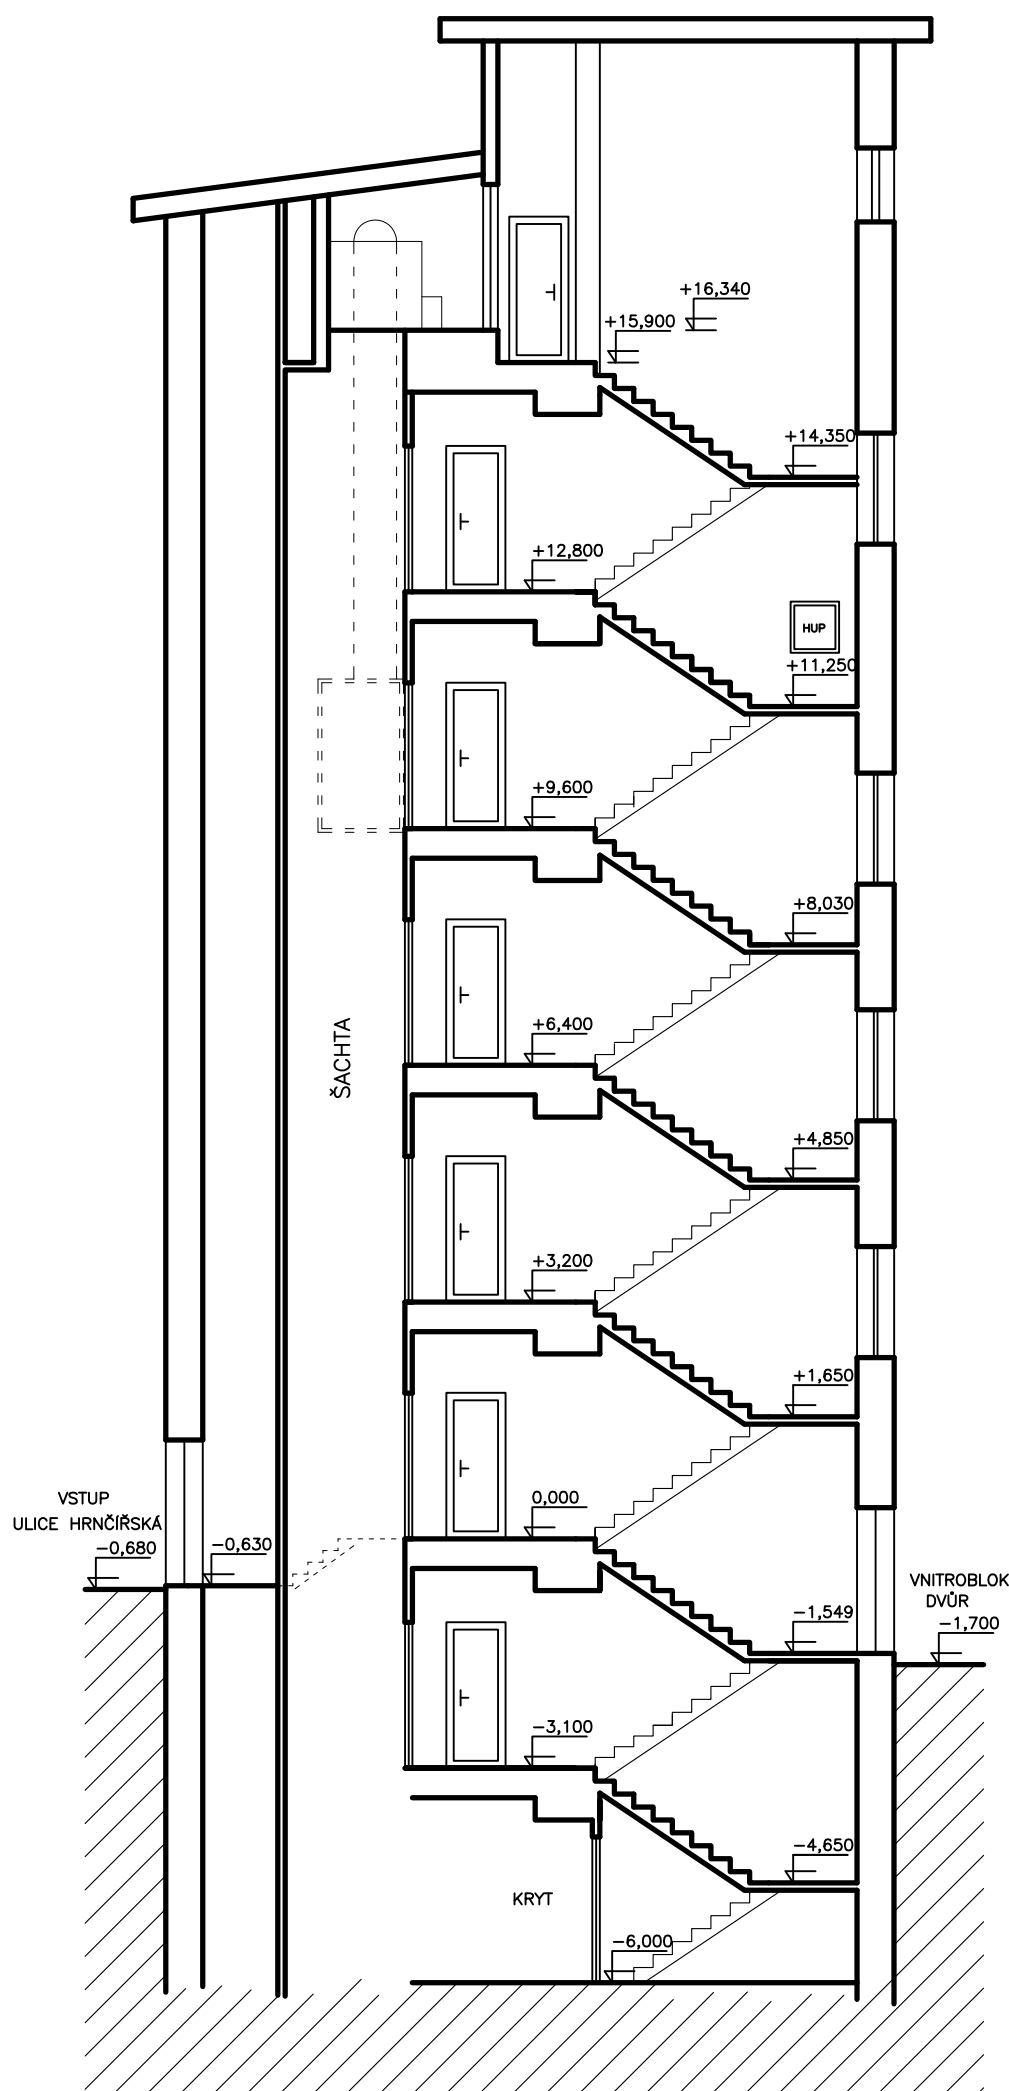 +16,340
+15,900
+14,350
+12,800
HUP
+11,250
+9,600
+8,030
ŠACHTA
+6,400
+4,850
+3,200
+1,650
VSTUP
ULICE HRNČÍŘSKÁ
0,000
-0,680
-0,630
VNITROBLOK
DVŮR
-1,549
-1,700
-3,100
-4,650
KRYT
-6,000